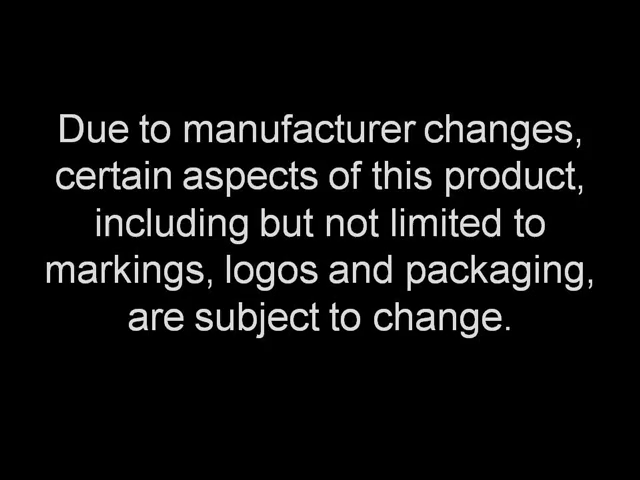 Due to manufacturer changes,
certain aspects of this product,
including but not limited to
markings, logos and packaging,
are subject to change.